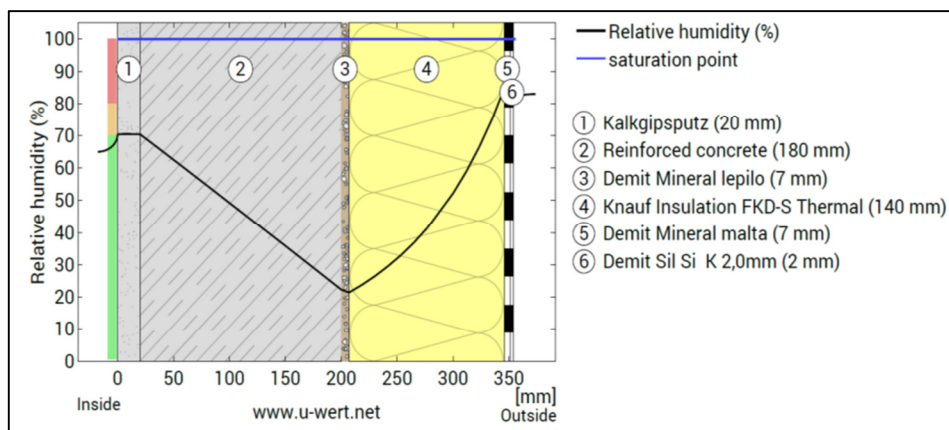 Relative humidity (%)
100
90
80
70
60
50
40
30
20
10
0
1
2
3
4
5
6
0
50
100
150
200
250
300
350
[mm]
Inside
www.u-wert.net
Outside
Relative humidity (%)
saturation point
1 Kalkgipsputz (20 mm)
2 Reinforced concrete (180 mm)
3 Demit Mineral lepilo (7 mm)
4 Knauf Insulation FKD-S Thermal (140 mm)
5 Demit Mineral malta (7 mm)
6 Demit Sil Si K 2,0mm (2 mm)